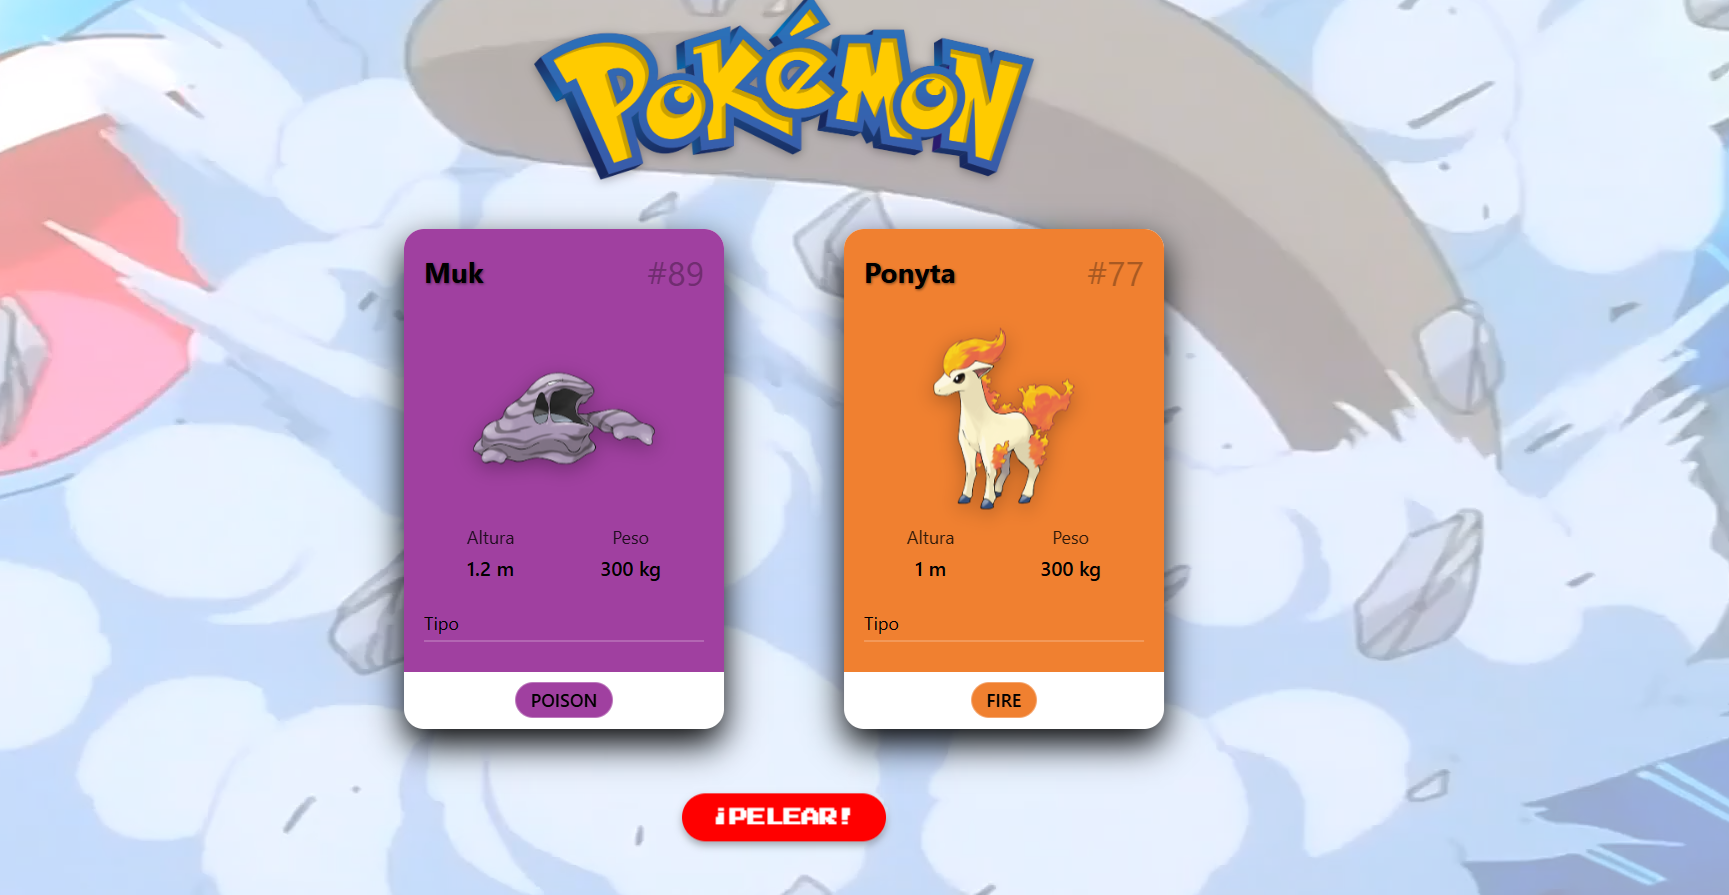 POKéMON
Muk #89
Altura Peso
1.2 m 300 kg
Tipo
POISON
Ponyta #77
Altura Peso
1 m 300 kg
Tipo
FIRE
¡PELEAR!